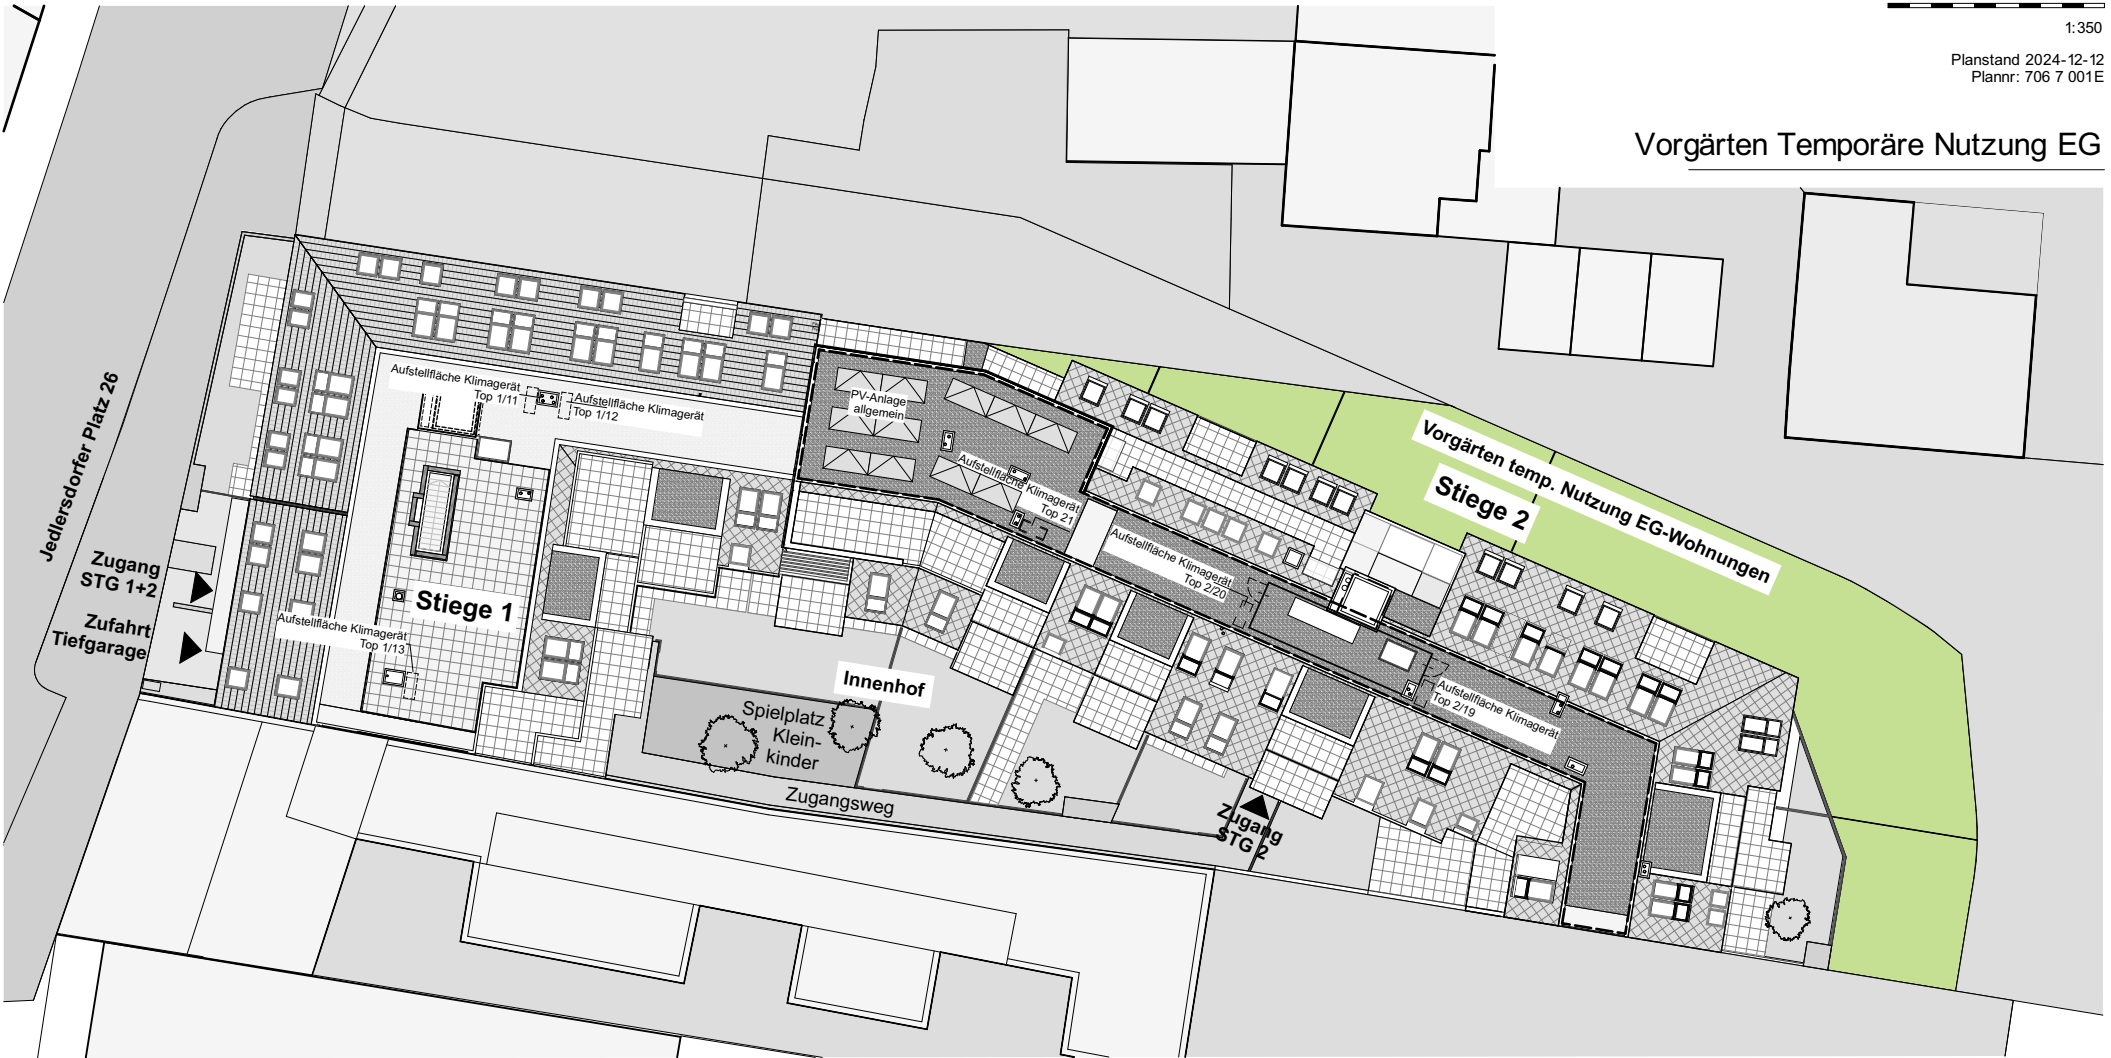 1:350
Planstand 2024-12-12
Plannr: 706 7 001E
Vorgärten Temporäre Nutzung EG
Jedlersdorfer Platz 26
Zugang
STG 1+2
Zufahrt
Tiefgarage
Aufstellfläche Klimagerät
Top 1/11
Aufstellfläche Klimagerät
Top 1/12
Stiege 1
Aufstellfläche Klimagerät
Top 1/13
PV-Anlage
allgemein
Aufstellfläche Klimagerät
Top 21
Aufstellfläche Klimagerät
Top 2/20
Aufstellfläche Klimagerät
Top 2/19
Vorgärten temp. Nutzung EG-Wohnungen
Stiege 2
Innenhof
Spielplatz
Klein-
kinder
Zugangsweg
Zugang
STG 2